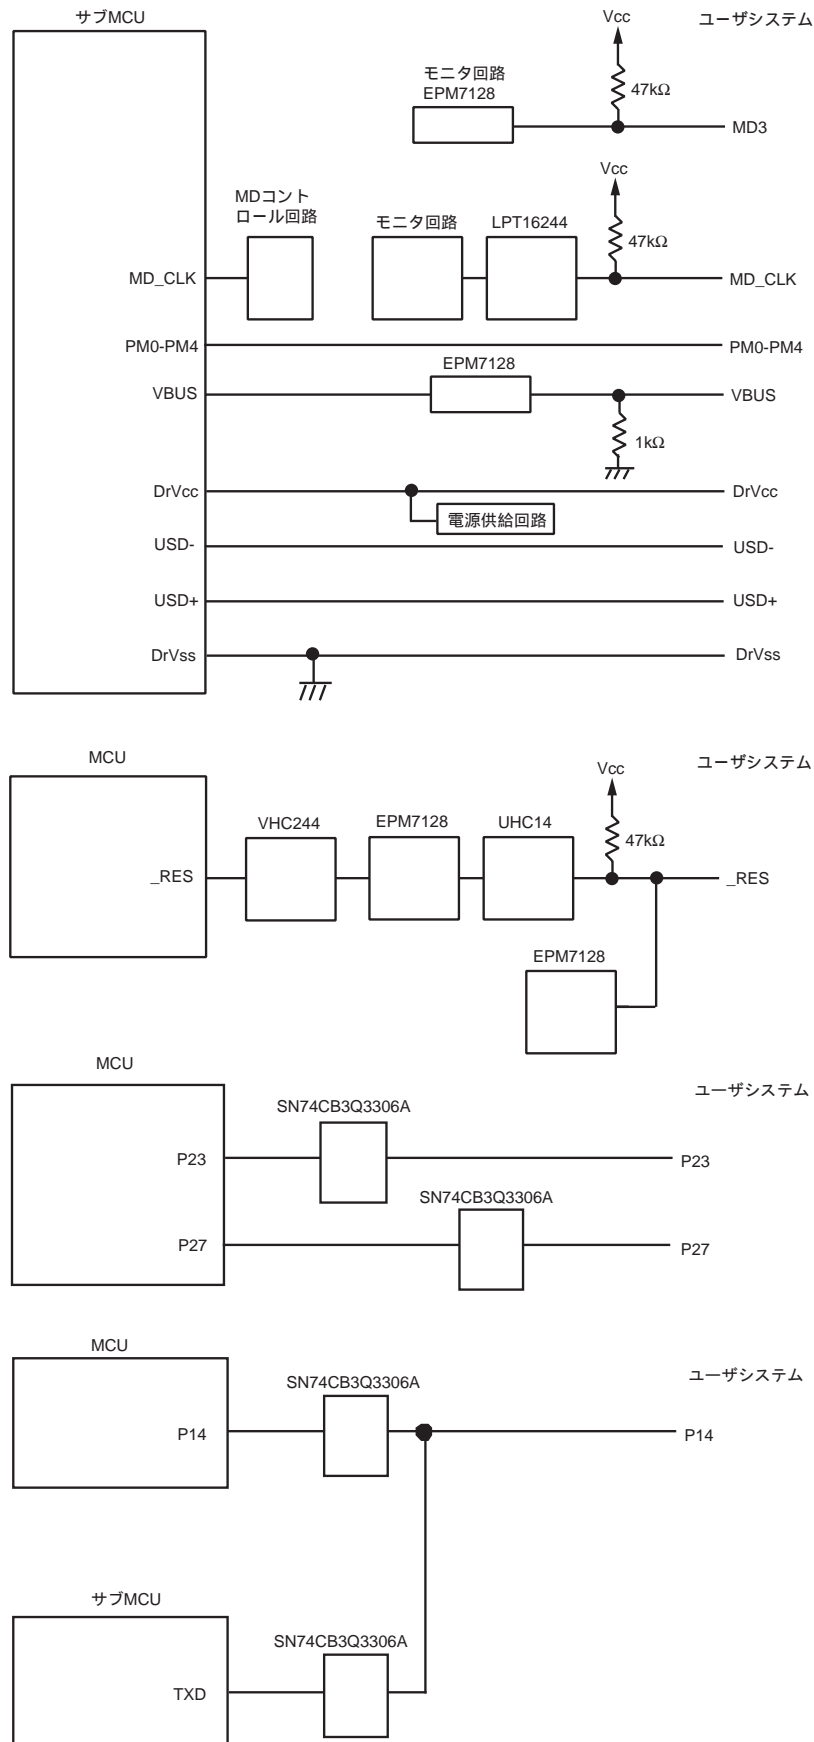 サブMCU
Vcc
ユーザシステム
モニタ回路
EPM7128
47kΩ
MD3
Vcc
MDコント
ロール回路
モニタ回路
LPT16244
47kΩ
MD_CLK
MD_CLK
PM0-PM4
PM0-PM4
EPM7128
VBUS
VBUS
1kΩ
DrVcc
DrVcc
電源供給回路
USD-
USD-
USD+
USD+
DrVss
DrVss
MCU
Vcc
ユーザシステム
VHC244
EPM7128
UHC14
47kΩ
_RES
_RES
EPM7128
MCU
ユーザシステム
SN74CB3Q3306A
P23
P23
SN74CB3Q3306A
P27
P27
MCU
ユーザシステム
SN74CB3Q3306A
P14
P14
サブMCU
SN74CB3Q3306A
TXD